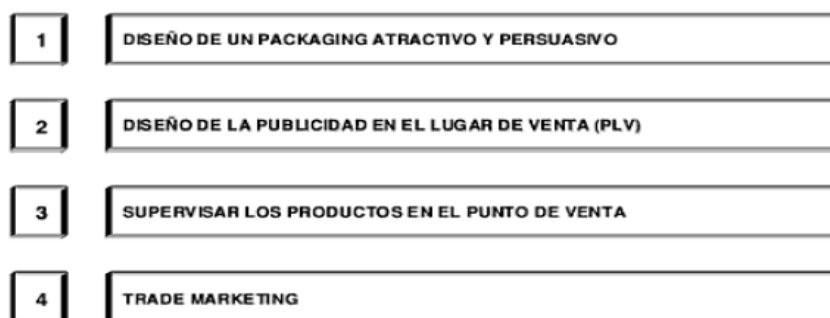 1 DISEÑO DE UN PACKAGING ATRACTIVO Y PERSUASIVO
2 DISEÑO DE LA PUBLICIDAD EN EL LUGAR DE VENTA (PLV)
3 SUPERVISAR LOS PRODUCTOS EN EL PUNTO DE VENTA
4 TRADE MARKETING